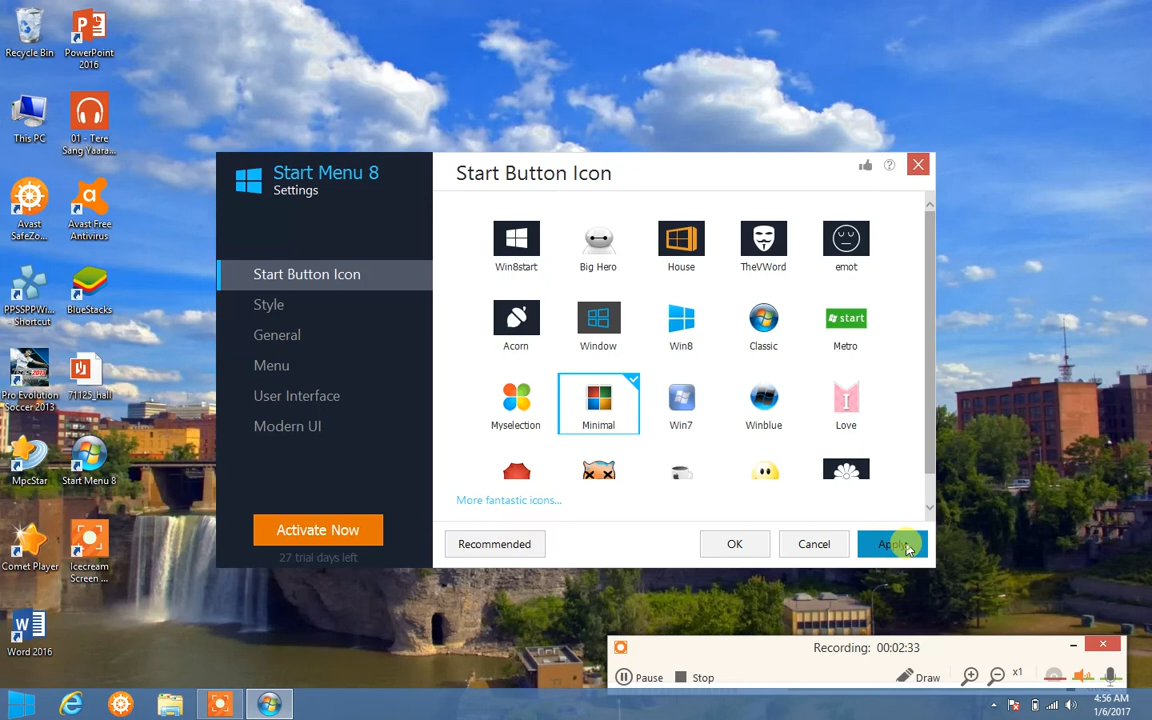 Recycle Bin
PowerPoint
2016
This PC
01 - Tere
Sang Yaara...
Avast
SafeZo...
Avast Free
Antivirus
PPSSPPWi...
- Shortcut
BlueStacks
Pro Evolution
Soccer 2013
71125_hall
MpcStar
Start Menu 8
Comet Player
Icecream
Screen ...
Word 2016
Start Menu 8
Settings
Start Button Icon
Style
General
Menu
User Interface
Modern UI
Activate Now
27 trial days left
Start Button Icon
Win8start
Big Hero
House
TheVWord
emot
Acorn
Window
Win8
Classic
start
Metro
Myselection
Minimal
Win7
Winblue
I
Love
More fantastic icons...
Recommended
OK
Cancel
Apply
Recording: 00:02:33
Pause
Stop
Draw
x1
4:56 AM
1/6/2017